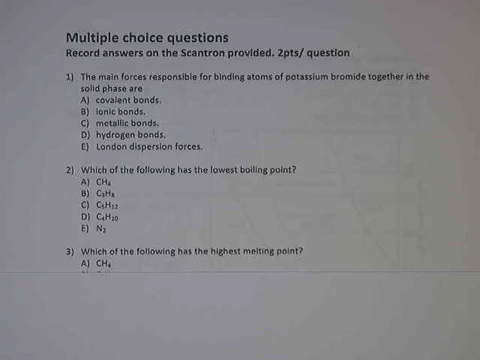 Multiple choice questions
Record answers on the Scantron provided. 2pts/ question
1) The main forces responsible for binding atoms of potassium bromide together in the
solid phase are
A) covalent bonds.
B) ionic bonds.
C) metallic bonds.
D) hydrogen bonds.
E) London dispersion forces.
2) Which of the following has the lowest boiling point?
A) CH₄
B) C₃H₈
C) C₅H₁₂
D) C₄H₁₀
E) N₂
3) Which of the following has the highest melting point?
A) CH₄